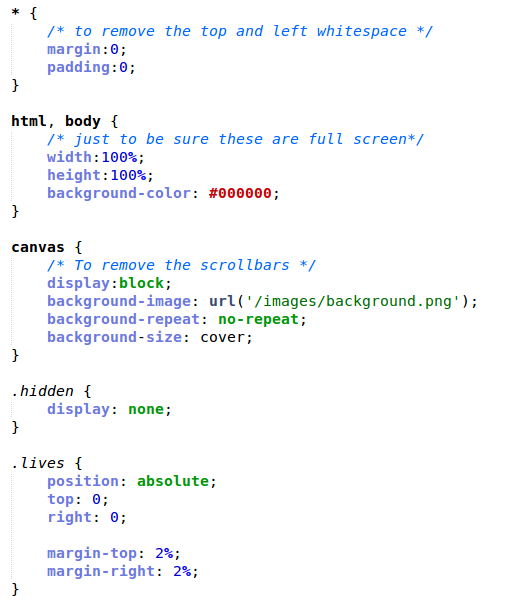 * {
    /* to remove the top and left whitespace */
    margin:0;
    padding:0;
}

html, body {
    /* just to be sure these are full screen*/
    width:100%;
    height:100%;
    background-color: #000000;
}

canvas {
    /* To remove the scrollbars */
    display:block;
    background-image: url('/images/background.png');
    background-repeat: no-repeat;
    background-size: cover;
}

.hidden {
    display: none;
}

.lives {
    position: absolute;
    top: 0;
    right: 0;

    margin-top: 2%;
    margin-right: 2%;
}